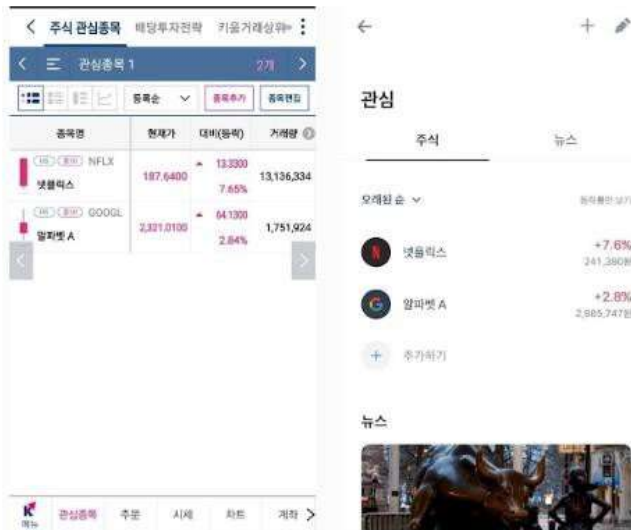 주식 관심종목 배당투자전략 키움거래상위
관심종목 1 2개
등록순 종목추가 종목편집
종목명 현재가 대비(등락) 거래량
NFLX
넷플릭스 187.6400 13.3300 7.65% 13,136,334
GOOGL
알파벳 A 2,321.0100 64.1300 2.84% 1,751,924
메뉴 관심종목 주문 시세 차트 계좌
관심
주식 뉴스
오래된 순
넷플릭스 +7.6%
241,380원
알파벳 A +2.8%
2,985,747원
추가하기
뉴스